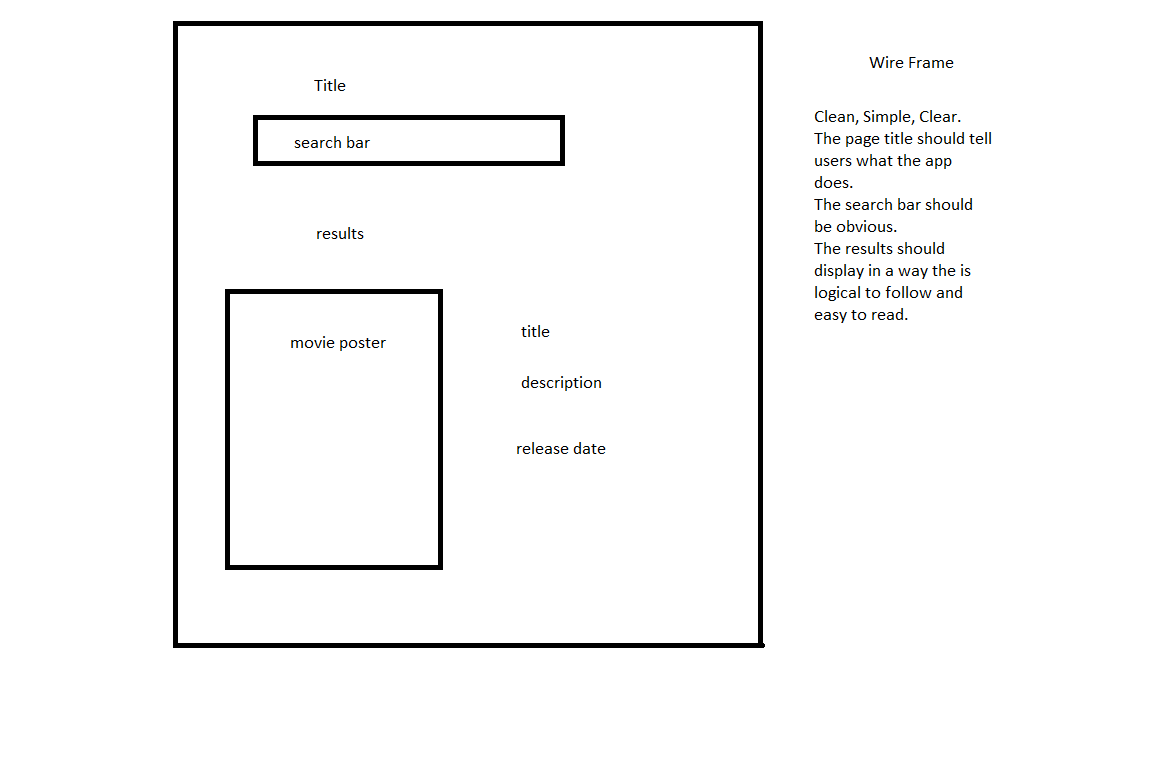 Title
search bar
results
movie poster
title
description
release date
Wire Frame
Clean, Simple, Clear.
The page title should tell
users what the app
does.
The search bar should
be obvious.
The results should
display in a way the is
logical to follow and
easy to read.